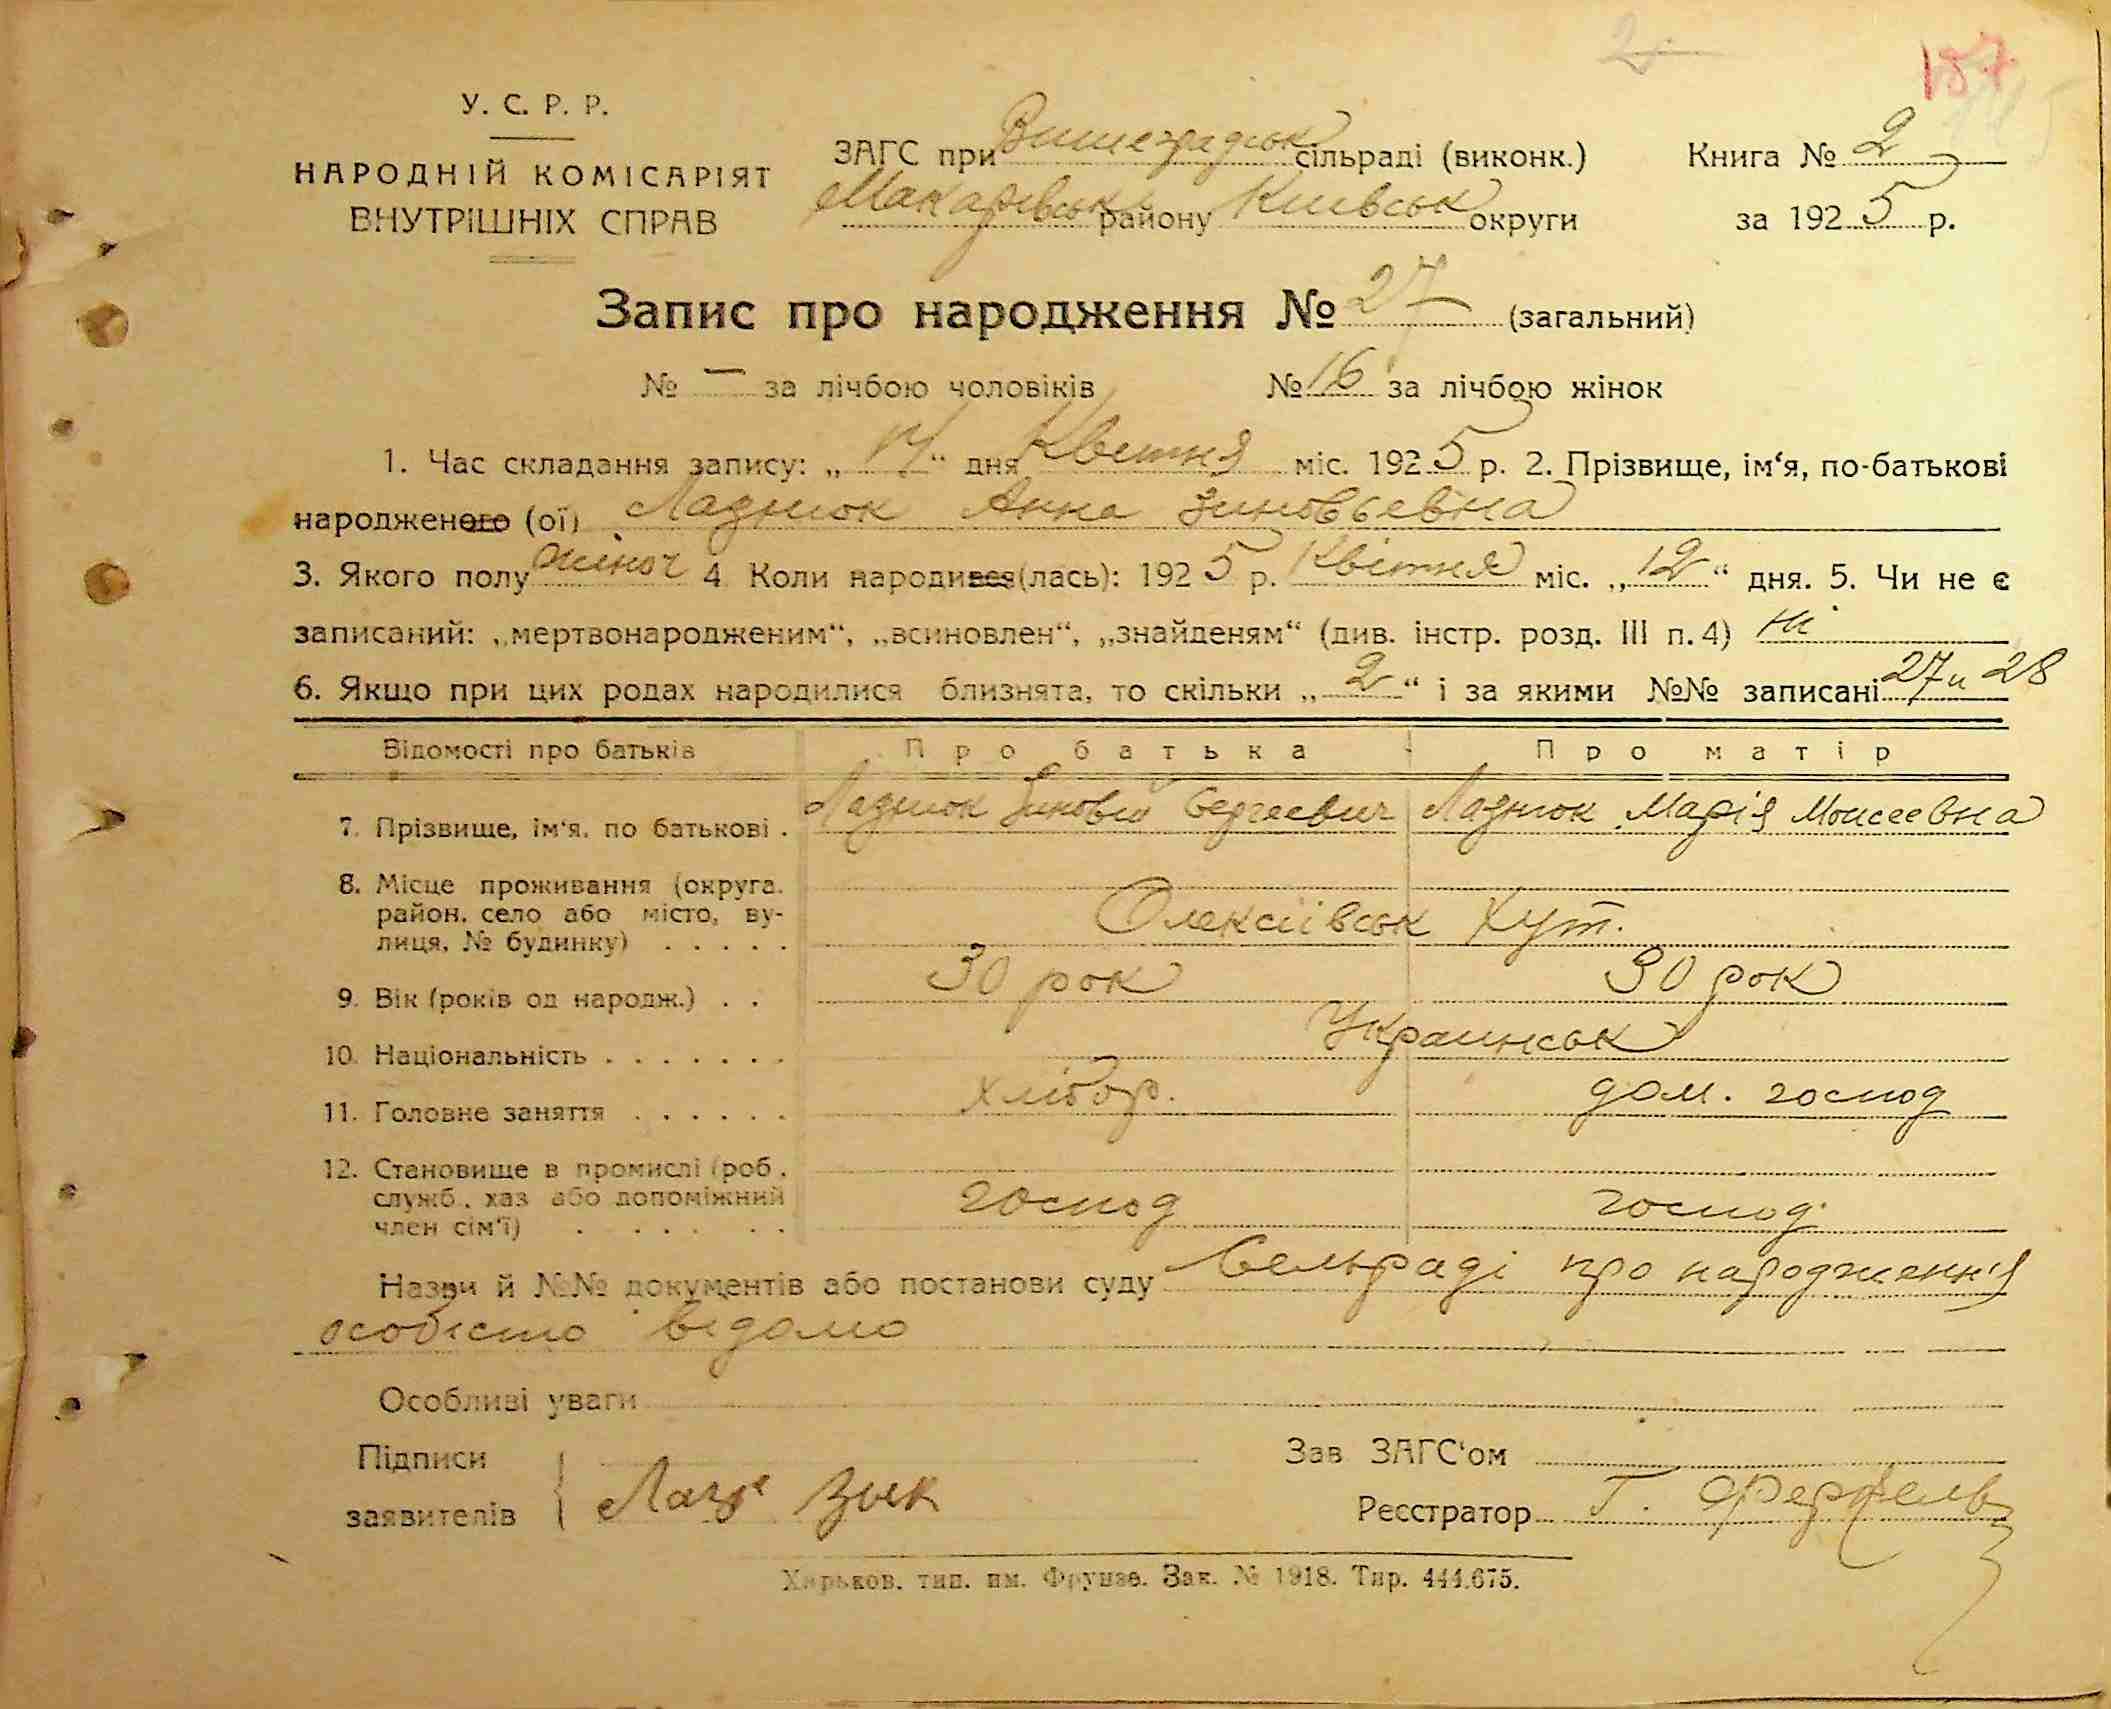 2
157
У. С. Р. Р.
НАРОДНІЙ КОМІСАРІЯТ
ВНУТРІШНІХ СПРАВ
ЗАГС при Вишеградськ сільраді (виконк.)
Макарівськ району Київськ округи
Книга № 2
за 1925 р.
Запис про народження № 27 (загальний)
№ — за лічбою чоловіків № 16 за лічбою жінок
1. Час складання запису: „ “ дня Квітня міс. 1925 р. 2. Прізвище, ім‘я, по-батькові
народженого (ої) Ладнюк Анна Зиновьевна
3. Якого полу жіноч 4 Коли народився(лась): 1925 р. Квітня міс. „12“ дня. 5. Чи не є
записаний: „мертвонародженим“, „всиновлен“, „знайденям“ (див. інстр. розд. III п. 4) ні
6. Якщо при цих родах народилися близнята, то скільки „2“ і за якими №№ записані 27 и 28
Відомості про батьків Про батька Про матір
7. Прізвище, ім‘я, по батькові . Ладнюк Зиновій Сергеевич Ладнюк Марія Моисеевна
8. Місце проживання (округа,
район, село або місто, ву-
лиця, № будинку) . . . . . Олексіївськ хут.
9. Вік (років од народж.) . . 30 рок 30 рок
10. Національність . . . . . . . Украинськ
11. Головне заняття . . . . . . хлібор. дом. господ
12. Становище в промислі (роб.
служб., хаз або допоміжний
член сім‘ї) . . . . . . господ господ.
Назви й №№ документів або постанови суду Сельраді про народження
особисто відомо
Особливі уваги
Підписи
заявителів
Зав ЗАГС‘ом
Реєстратор Г.
Харьков. тип. им. Фрунзе. Зак. № 1918. Тир. 444.675.